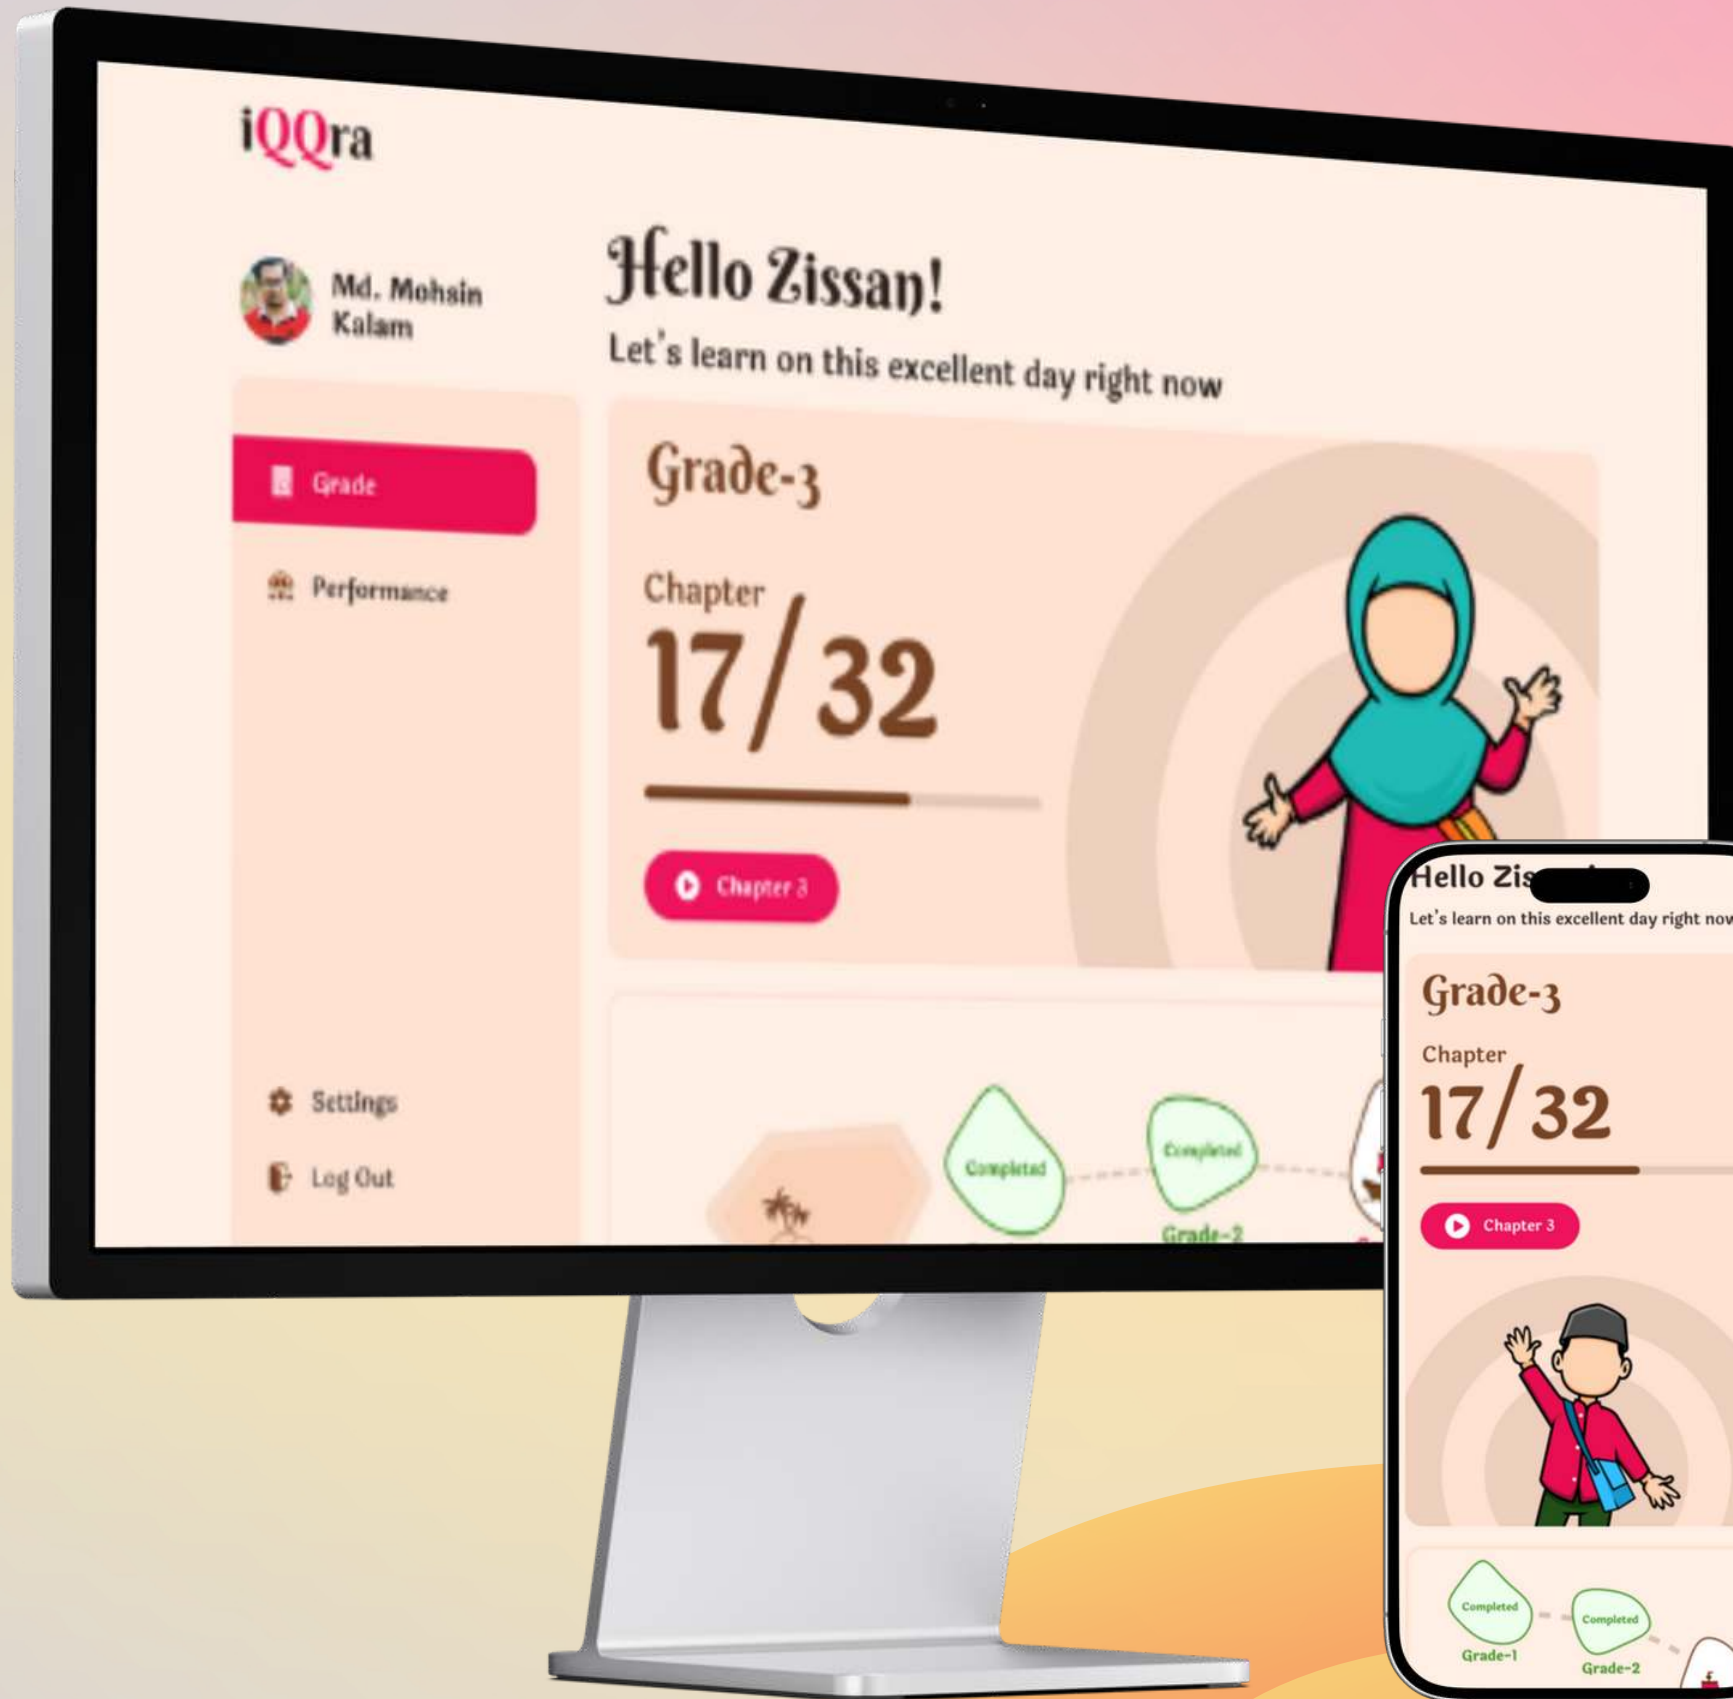 iQQra
Md. Mohsin
Kalam
Hello Zissan!
Let's learn on this excellent day right now
Grade
Performance
Settings
Log Out
Grade-3
Chapter
17/32
Chapter 3
Completed
Completed
Grade-2
Hello Zis
Let's learn on this excellent day right now
Grade-3
Chapter
17/32
Chapter 3
Completed
Grade-1
Completed
Grade-2